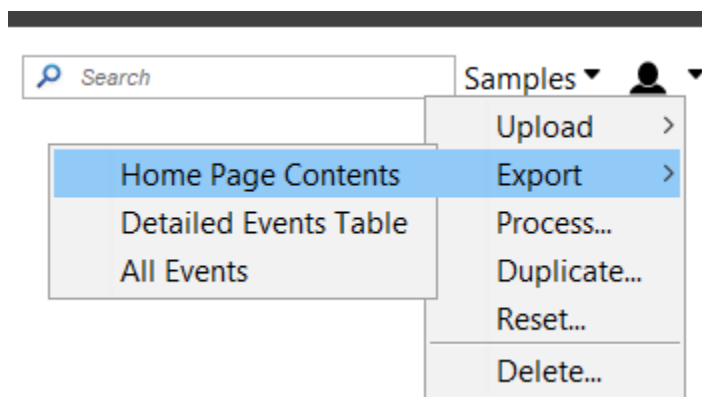 Search
Samples
Upload
Home Page Contents
Export
Detailed Events Table
Process...
All Events
Duplicate...
Reset...
Delete...